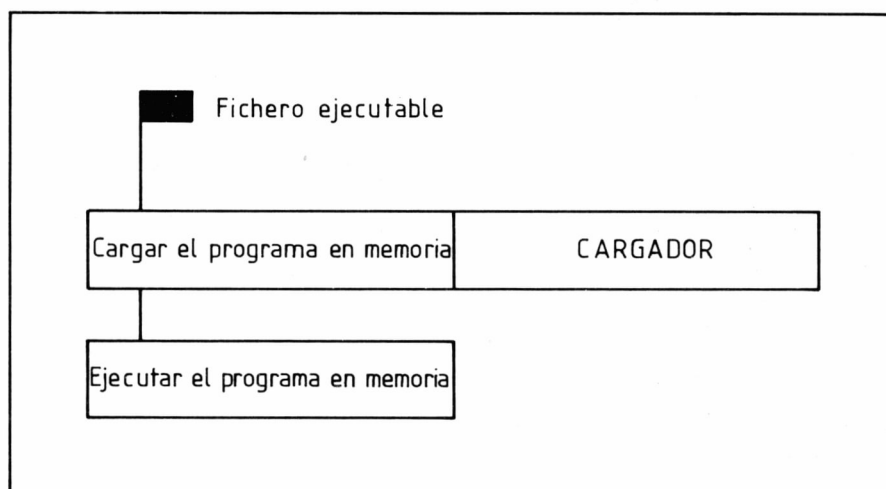 Fichero ejecutable
Cargar el programa en memoria
CARGADOR
Ejecutar el programa en memoria